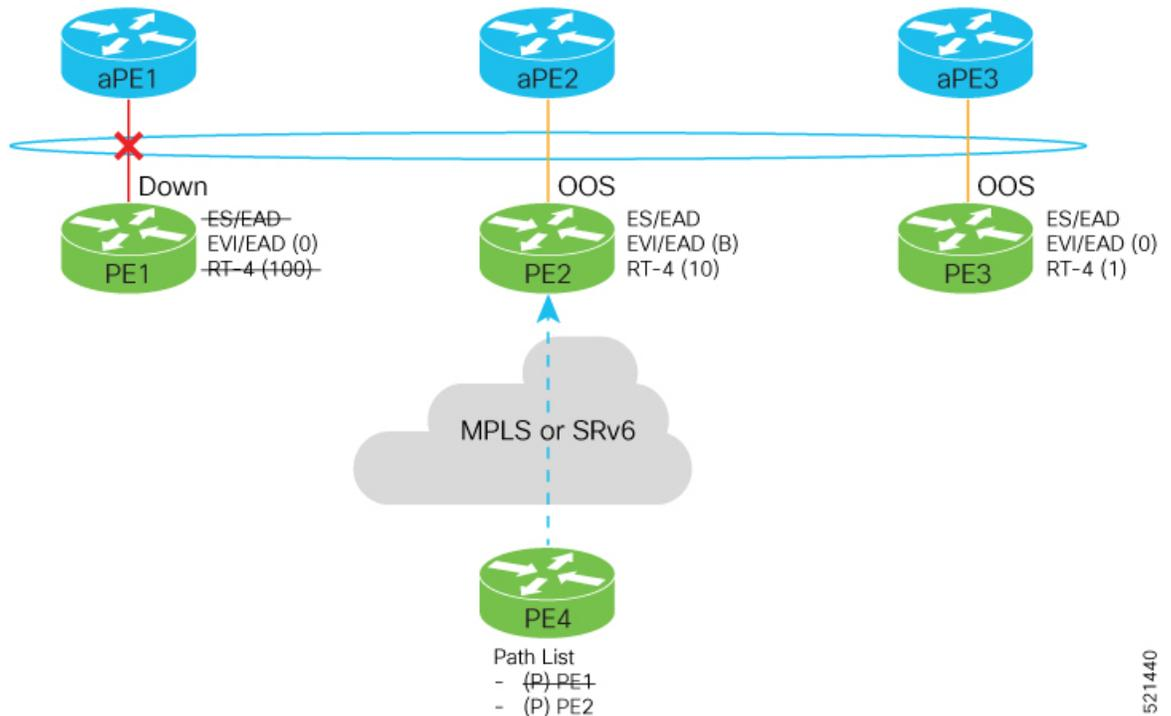 aPE1
aPE2
aPE3
Down
OOS
OOS
PE1
ES/EAD
EVI/EAD (0)
RT-4 (100)
PE2
ES/EAD
EVI/EAD (B)
RT-4 (10)
PE3
ES/EAD
EVI/EAD (0)
RT-4 (1)
MPLS or SRv6
PE4
Path List
- (P) PE1
- (P) PE2
521440